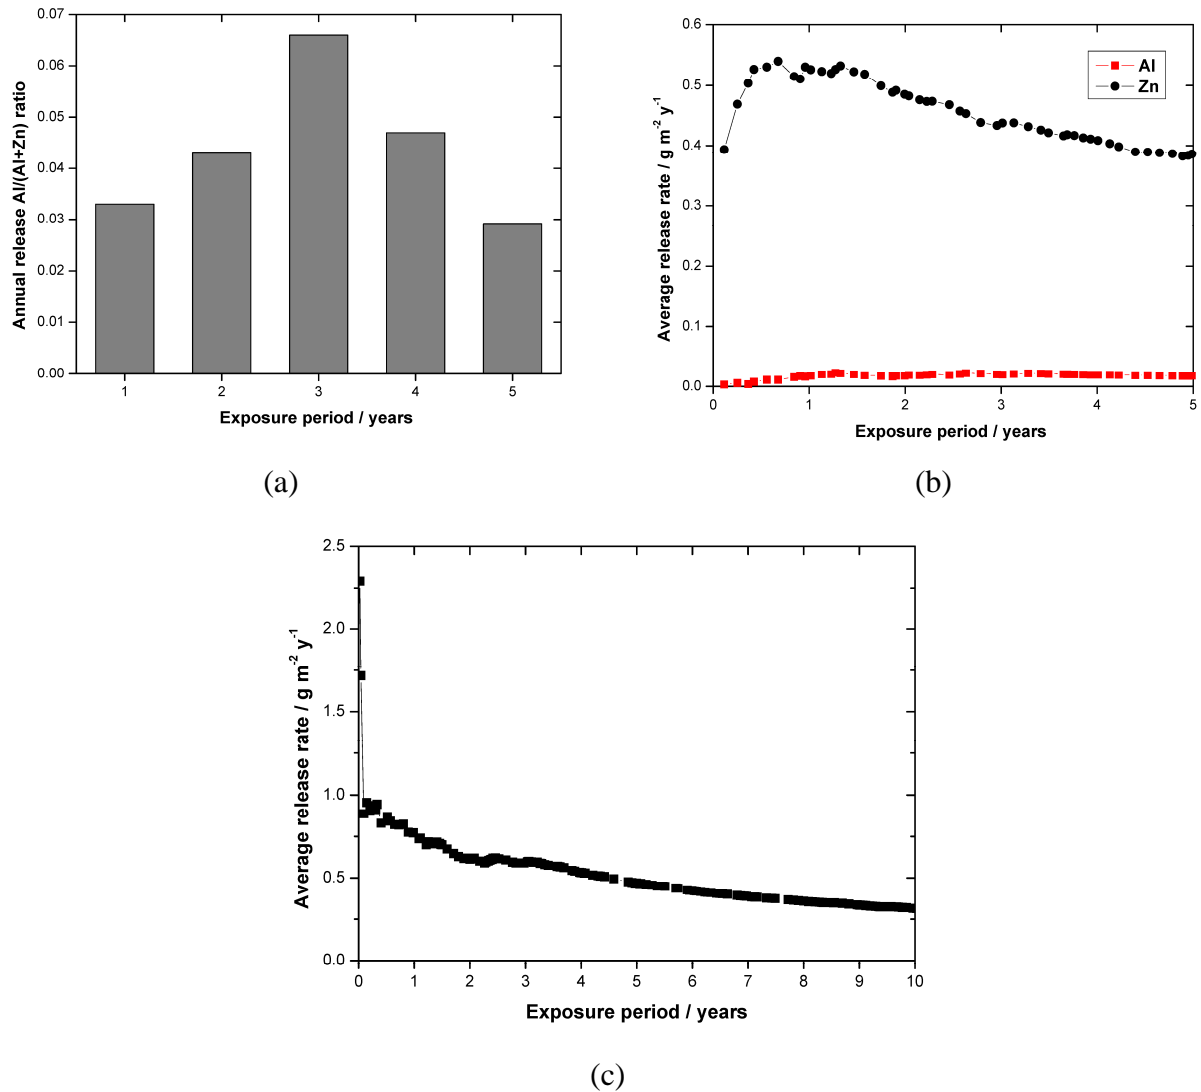 0.07
0.06
0.05
0.04
0.03
0.02
0.01
0.00
Annual release Al/(Al+Zn) ratio
1 2 3 4 5
Exposure period / years
(a)
0.6
0.5
0.4
0.3
0.2
0.1
0.0
Average release rate / g m⁻² y⁻¹
Al
Zn
0 1 2 3 4 5
Exposure period / years
(b)
2.5
2.0
1.5
1.0
0.5
0.0
Average release rate / g m⁻² y⁻¹
0 1 2 3 4 5 6 7 8 9 10
Exposure period / years
(c)